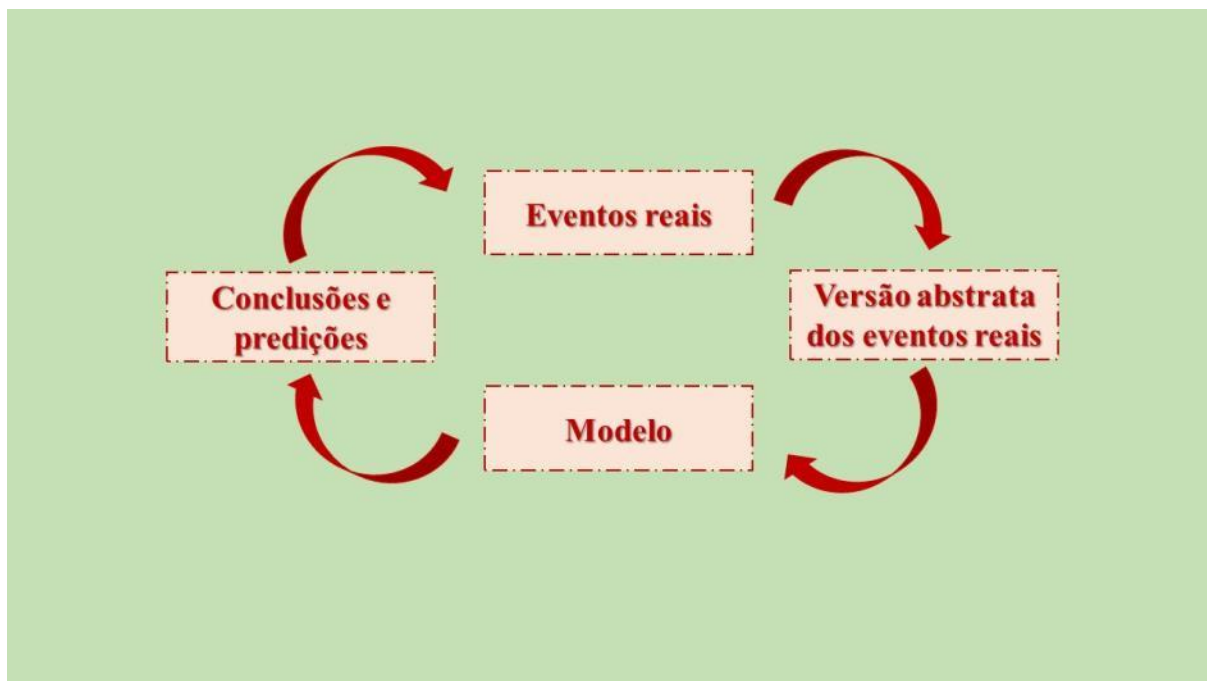 Eventos reais
Conclusões e
predições
Versão abstrata
dos eventos reais
Modelo